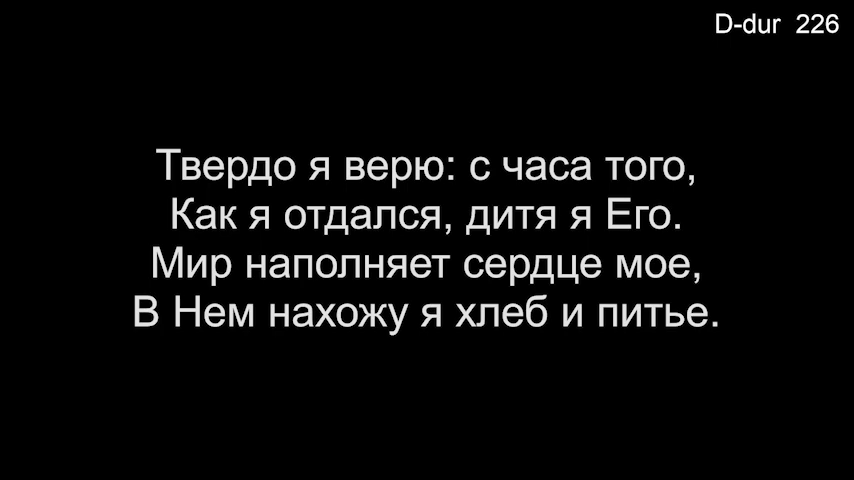 D-dur 226
Твердо я верю: с часа того,
Как я отдался, дитя я Его.
Мир наполняет сердце мое,
В Нем нахожу я хлеб и питье.